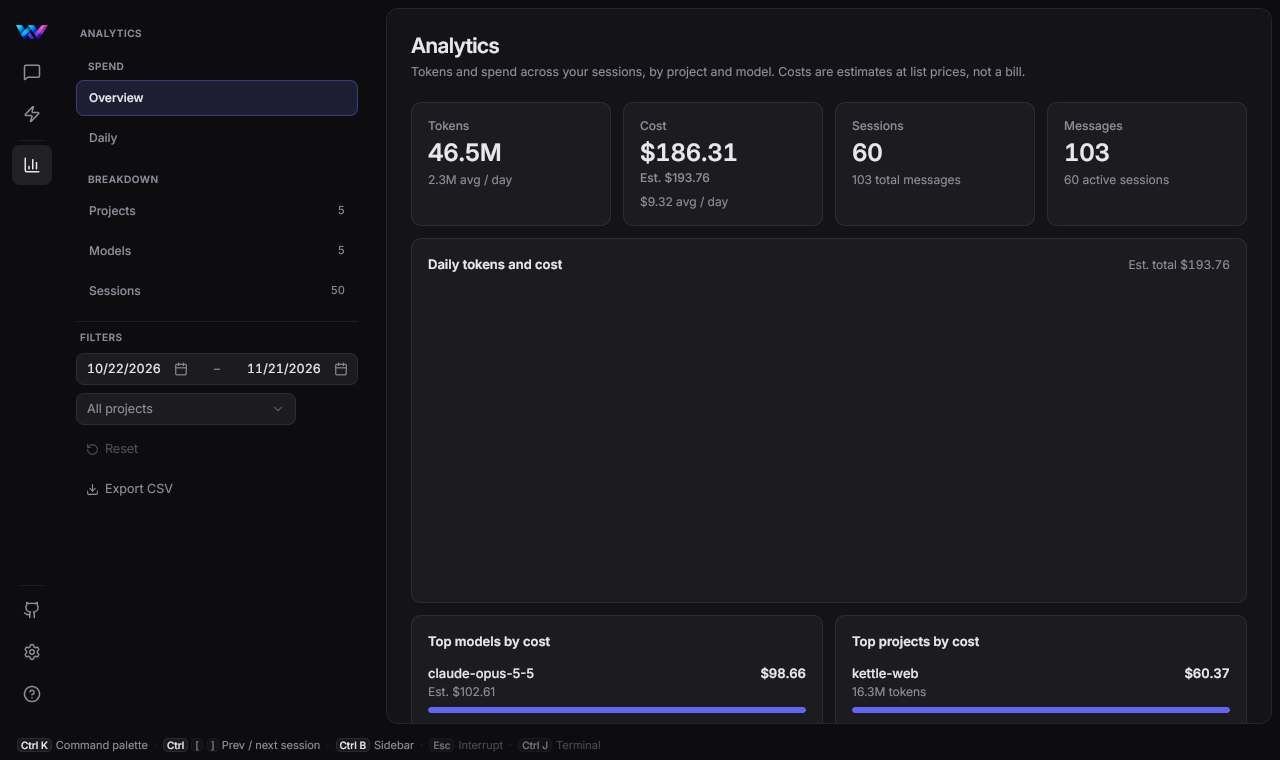 ANALYTICS
SPEND
Overview
Daily
BREAKDOWN
Projects 5
Models 5
Sessions 50
FILTERS
10/22/2026 – 11/21/2026
All projects
Reset
Export CSV
Analytics
Tokens and spend across your sessions, by project and model. Costs are estimates at list prices, not a bill.
Tokens
46.5M
2.3M avg / day
Cost
$186.31
Est. $193.76
$9.32 avg / day
Sessions
60
103 total messages
Messages
103
60 active sessions
Daily tokens and cost Est. total $193.76
Top models by cost
claude-opus-5-5 $98.66
Est. $102.61
Top projects by cost
kettle-web $60.37
16.3M tokens
Ctrl K Command palette · Ctrl [ ] Prev / next session · Ctrl B Sidebar · Esc Interrupt · Ctrl J Terminal